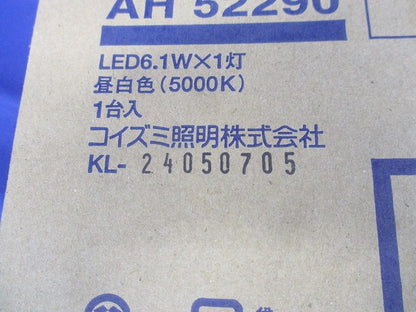 AH 52290
LED6.1W×1灯
昼白色(5000K)
1台入
コイズミ照明株式会社
KL- 24050705